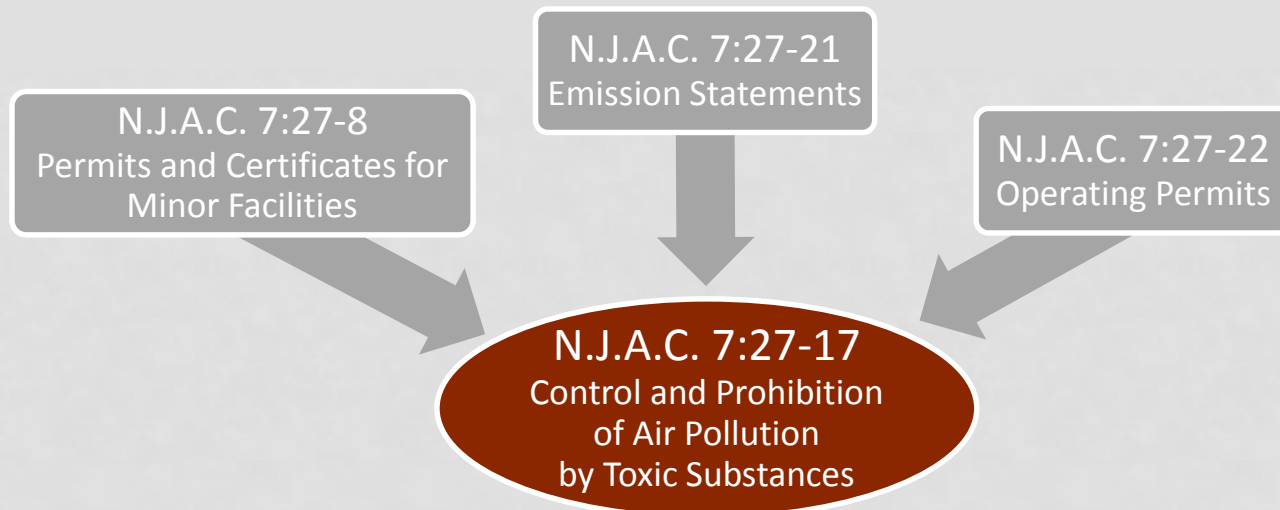 N.J.A.C. 7:27-21
Emission Statements
N.J.A.C. 7:27-8
Permits and Certificates for
Minor Facilities
N.J.A.C. 7:27-22
Operating Permits
N.J.A.C. 7:27-17
Control and Prohibition
of Air Pollution
by Toxic Substances